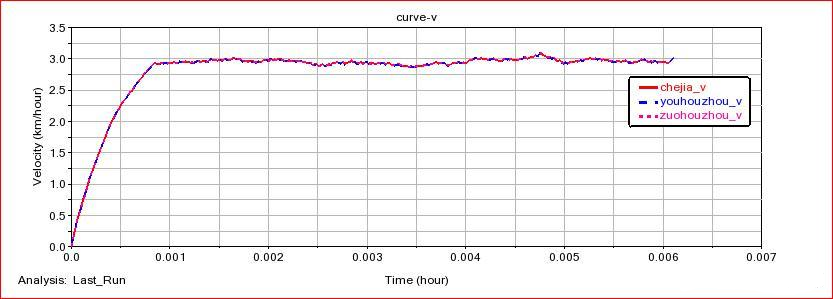 curve-v
3.5
3.0
2.5
2.0
1.5
1.0
0.5
0.0
Velocity (km/hour)
chejia_v
youhouzhou_v
zuohouzhou_v
0.0 0.001 0.002 0.003 0.004 0.005 0.006 0.007
Analysis: Last_Run Time (hour)